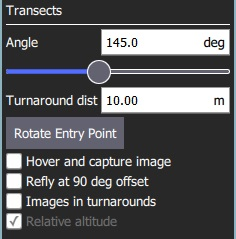 Transects
Angle 145.0 deg
Turnaround dist 10.00 m
Rotate Entry Point
Hover and capture image
Refly at 90 deg offset
Images in turnarounds
Relative altitude